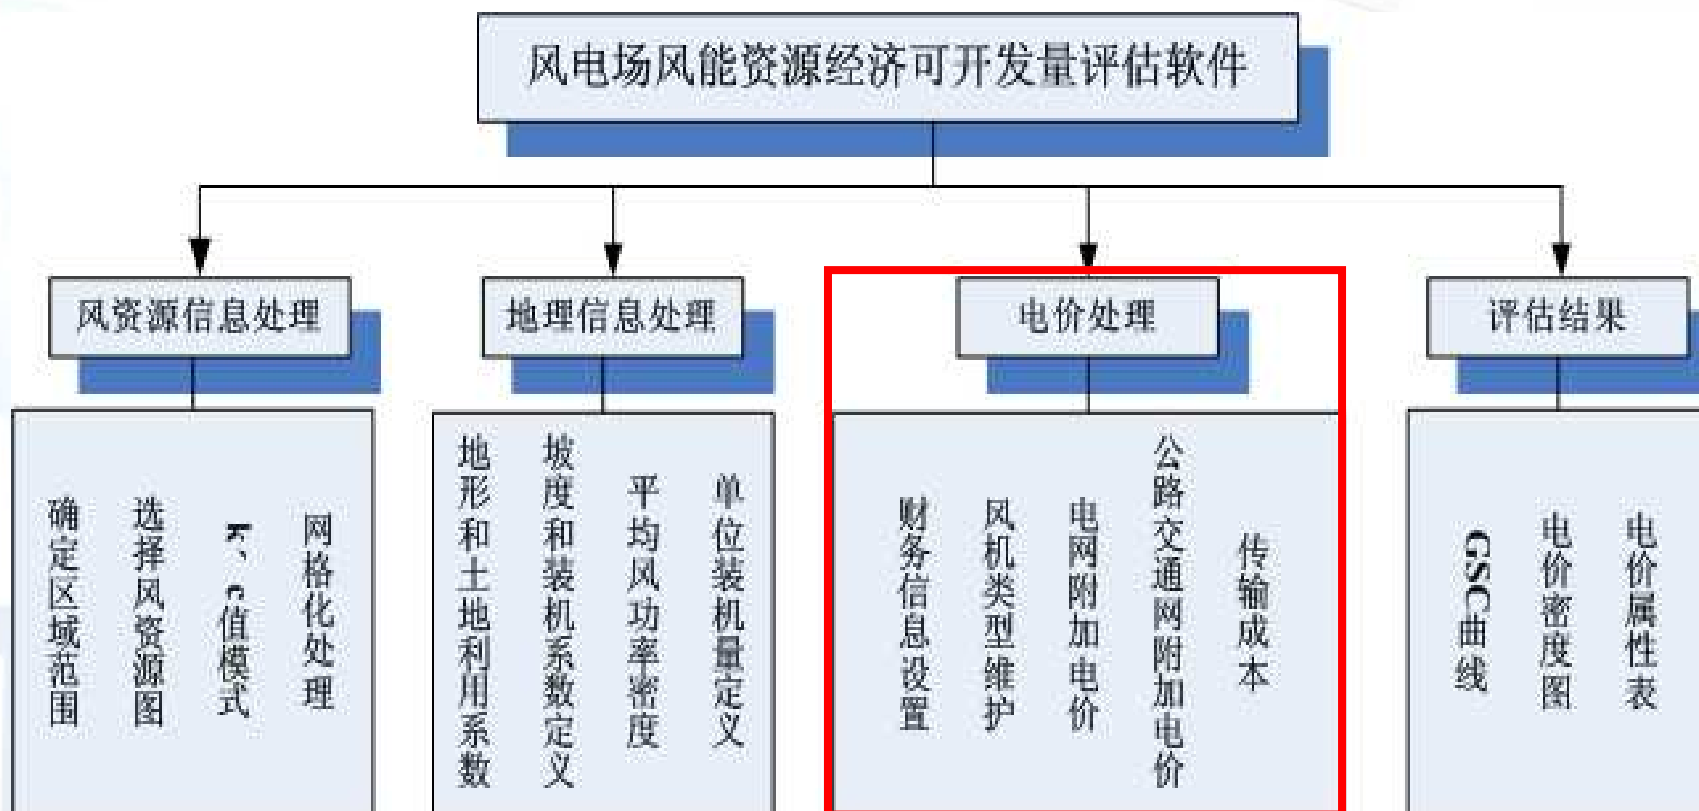 风电场风能资源经济可开发量评估软件
风资源信息处理
地理信息处理
电价处理
评估结果
确定区域范围
选择风资源图
k、c值模式
网格化处理
地形和土地利用系数
坡度和装机系数定义
平均风功率密度
单位装机量定义
财务信息设置
风机类型维护
电网附加电价
公路交通网附加电价
传输成本
GSC曲线
电价密度图
电价属性表